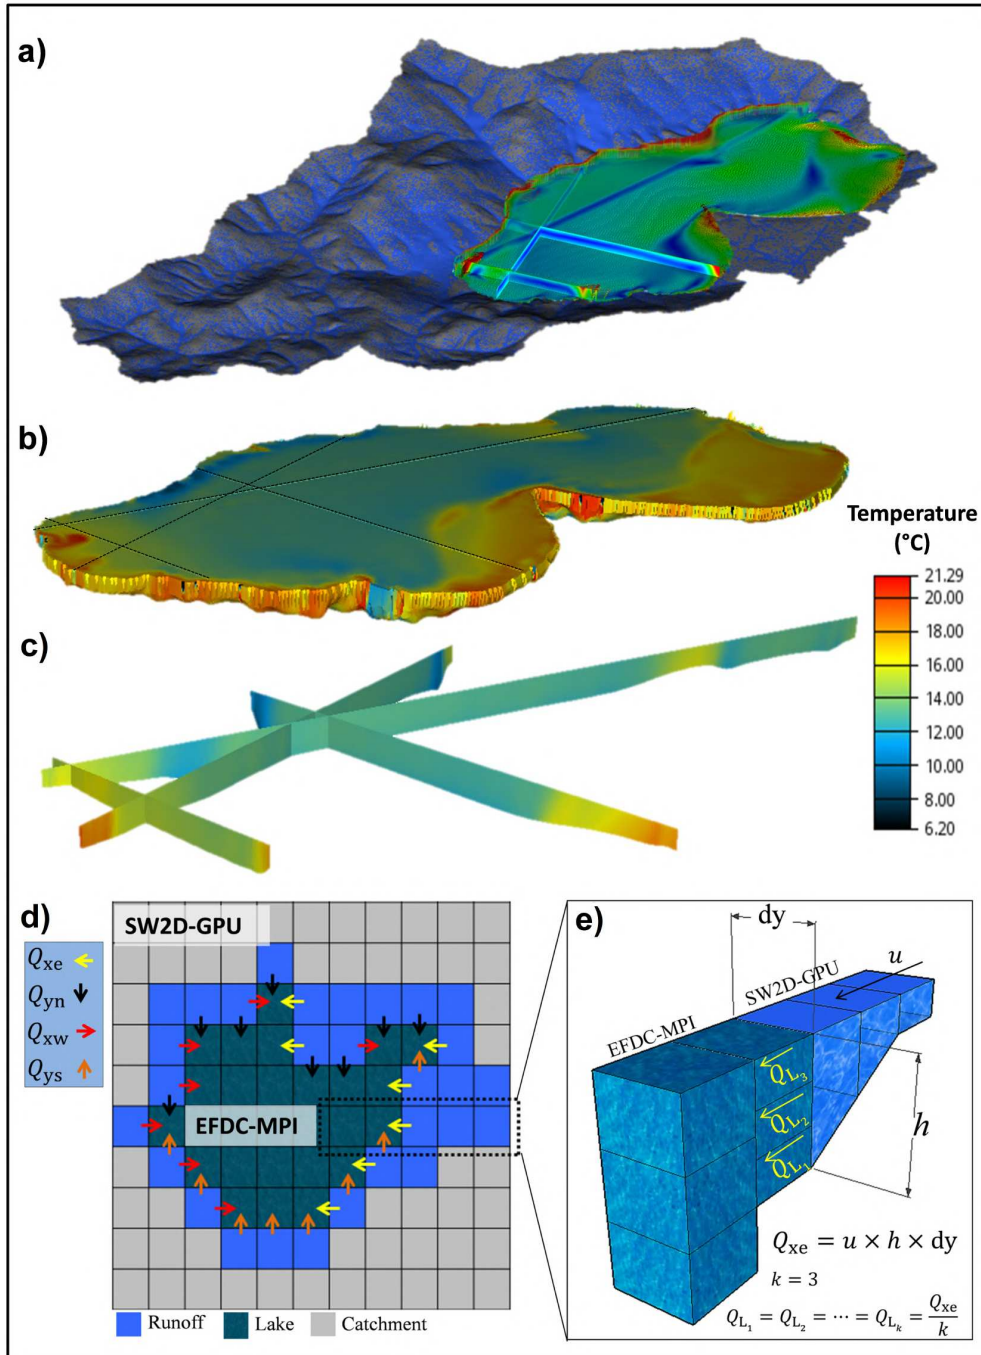 a)
b)
Temperature
(°C)
21.29
20.00
18.00
16.00
14.00
12.00
10.00
8.00
6.20
c)
d)
SW2D-GPU
Qxe
Qyn
Qxw
Qys
EFDC-MPI
Runoff
Lake
Catchment
e)
dy
u
SW2D-GPU
EFDC-MPI
QL3
QL2
QL1
h
Qxe = u × h × dy
k = 3
QL1 = QL2 = ⋯ = QLk = Qxe/k